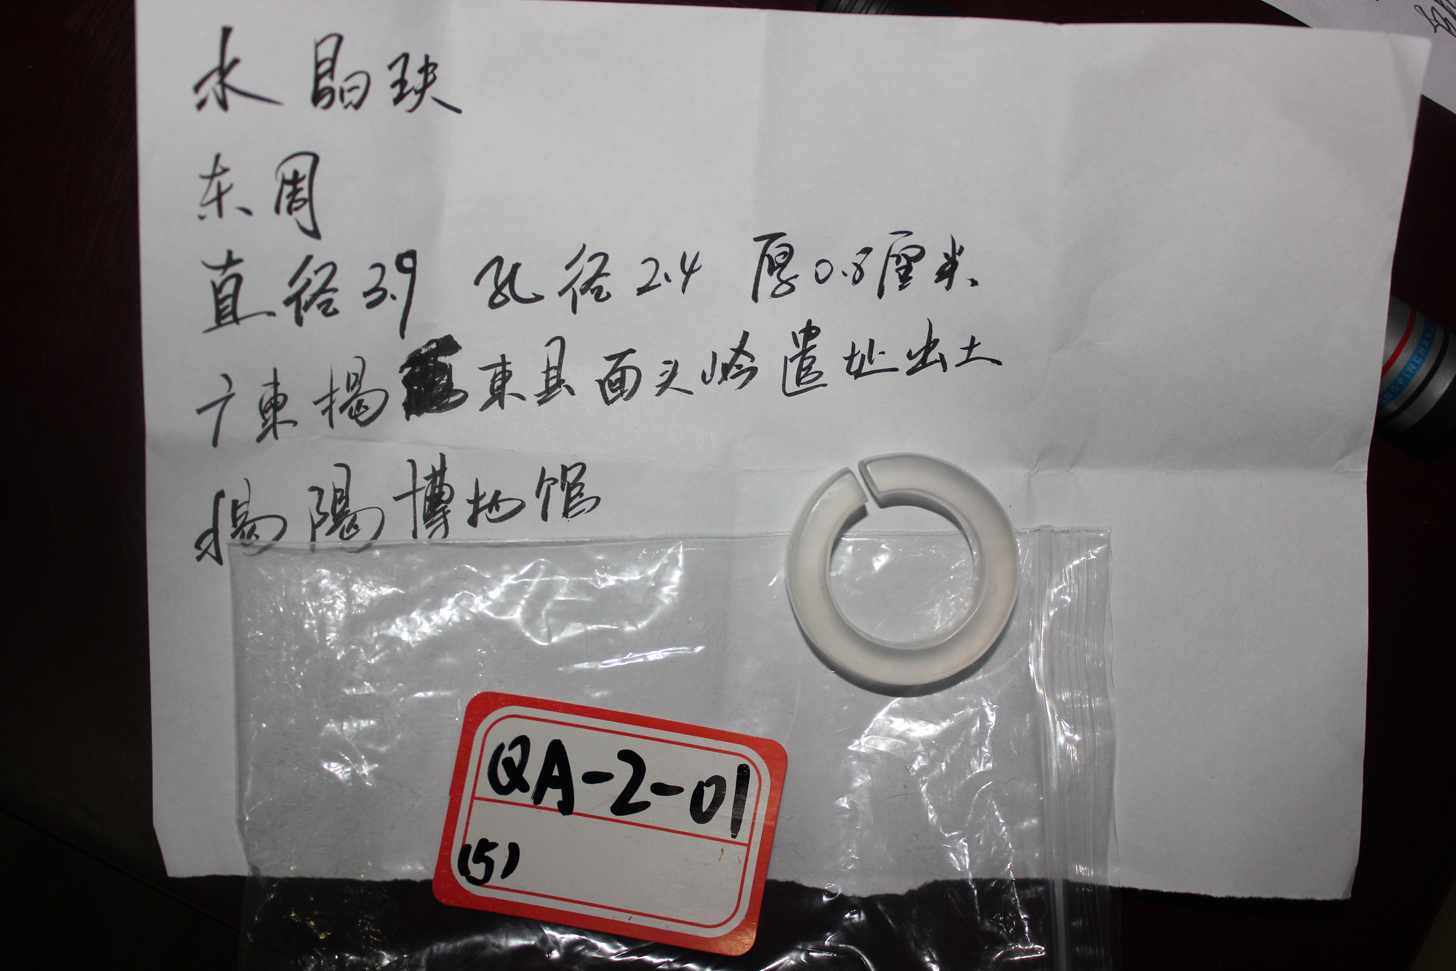 水晶玦
东周
直径3.9 孔径2.4 厚0.8厘米
广東揭東县面头岭遗址出土
揭陽博物馆
QA-2-01
(5)